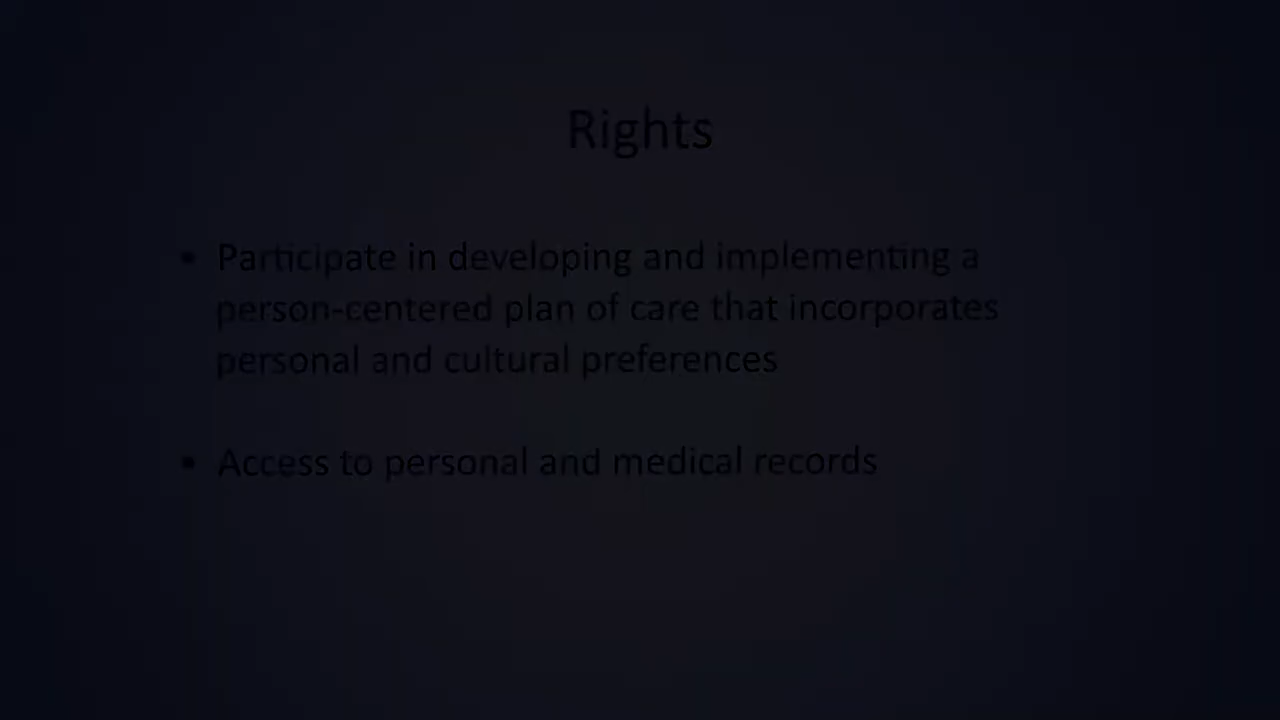 Rights
• Participate in developing and implementing a
person-centered plan of care that incorporates
personal and cultural preferences
• Access to personal and medical records